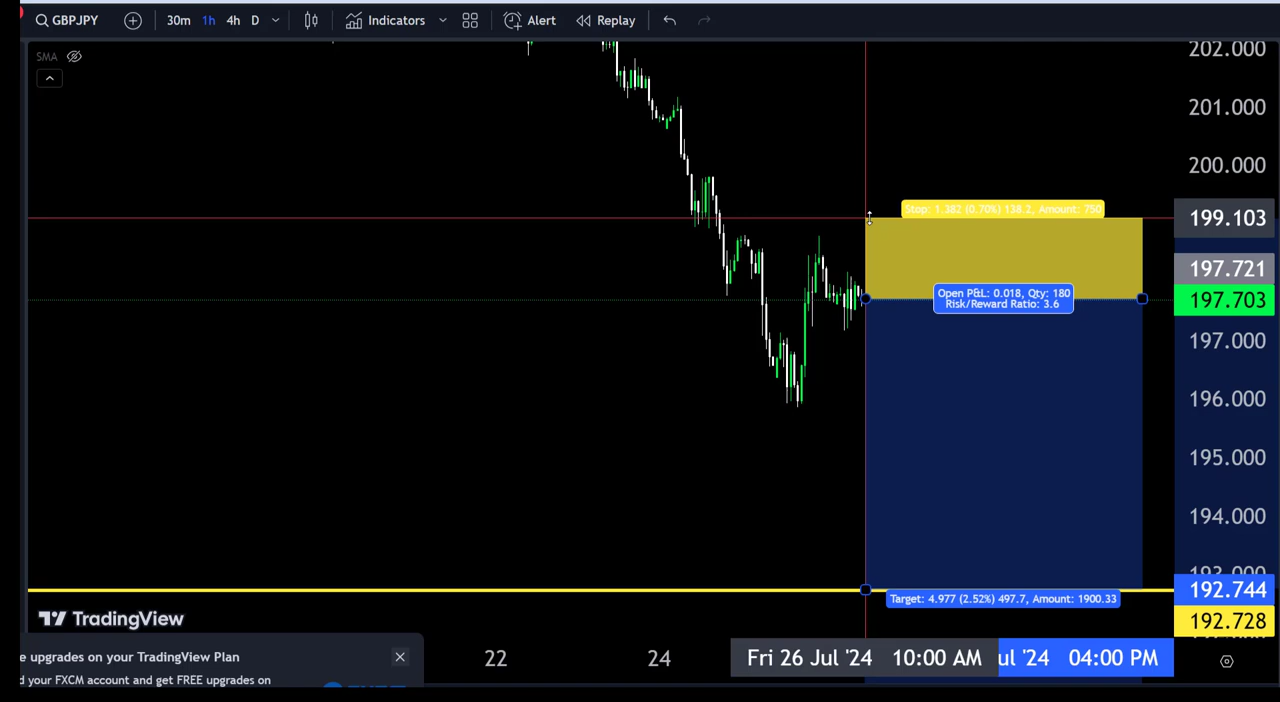 GBPJPY 30m 1h 4h D Indicators Alert Replay
SMA
202.000
201.000
200.000
Stop: 1.382 (0.70%) 138.2, Amount: 750
199.103
197.721
Open P&L: 0.018, Qty: 180
Risk/Reward Ratio: 3.6
197.703
197.000
196.000
195.000
194.000
193.000
192.744
Target: 4.977 (2.52%) 497.7, Amount: 1900.33
TradingView
192.728
e upgrades on your TradingView Plan
22 24 Fri 26 Jul '24 10:00 AM ul '24 04:00 PM
d your FXCM account and get FREE upgrades on